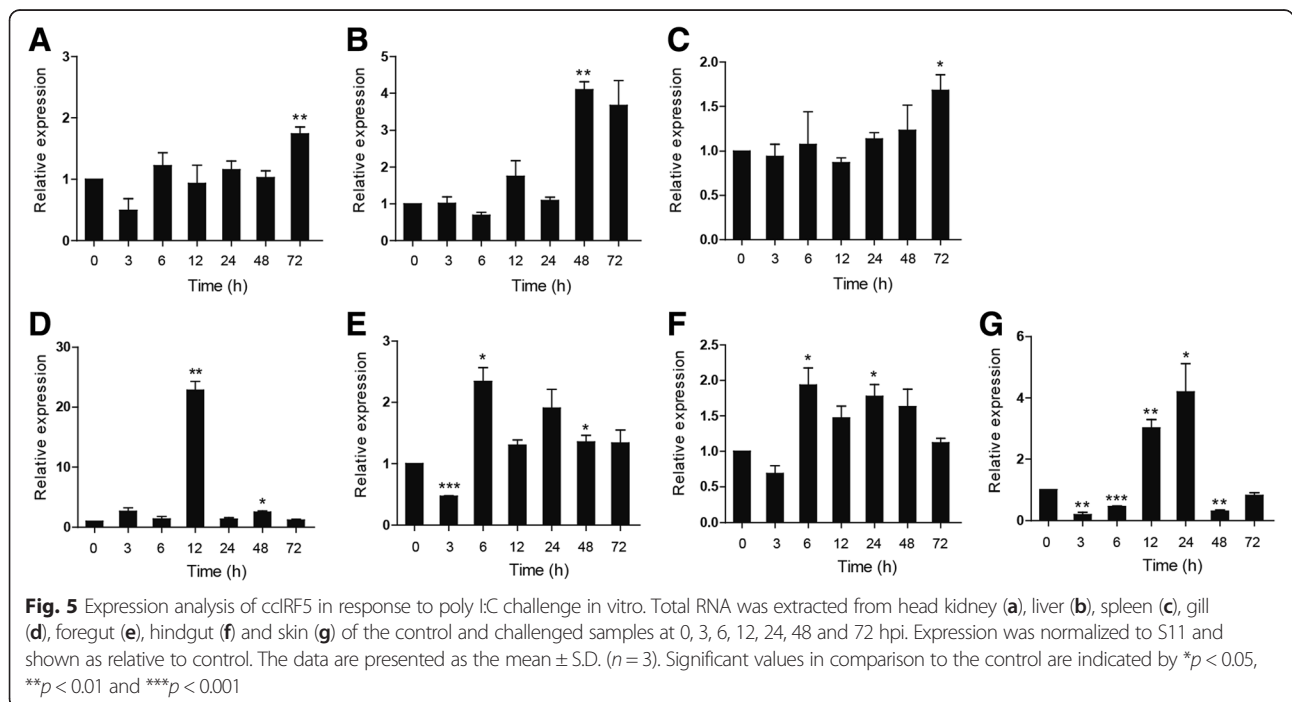 A
Relative expression
3
2
1
0
**
0 3 6 12 24 48 72
Time (h)
B
Relative expression
5
4
3
2
1
0
**
0 3 6 12 24 48 72
Time (h)
C
Relative expression
2.0
1.5
1.0
0.5
0.0
*
0 3 6 12 24 48 72
Time (h)
D
Relative expression
30
20
10
0
**
*
0 3 6 12 24 48 72
Time (h)
E
Relative expression
3
2
1
0
***
*
*
0 3 6 12 24 48 72
Time (h)
F
Relative expression
2.5
2.0
1.5
1.0
0.5
0.0
*
*
0 3 6 12 24 48 72
Time (h)
G
Relative expression
6
4
2
0
**
***
**
*
**
0 3 6 12 24 48 72
Time (h)
Fig. 5 Expression analysis of ccIRF5 in response to poly I:C challenge in vitro. Total RNA was extracted from head kidney (a), liver (b), spleen (c), gill
(d), foregut (e), hindgut (f) and skin (g) of the control and challenged samples at 0, 3, 6, 12, 24, 48 and 72 hpi. Expression was normalized to S11 and
shown as relative to control. The data are presented as the mean ± S.D. (n = 3). Significant values in comparison to the control are indicated by *p < 0.05,
**p < 0.01 and ***p < 0.001